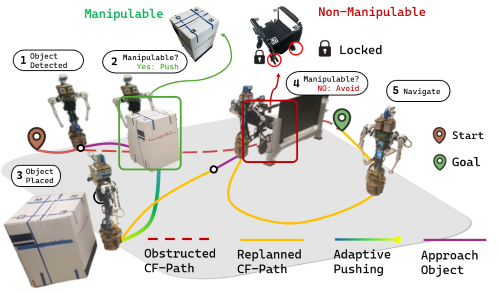 Manipulable
Non-Manipulable
Locked
1 Object
Detected
2 Manipulable?
Yes: Push
4 Manipulable?
NO: Avoid
5 Navigate
Start
Goal
3 Object
Placed
Obstructed
CF-Path
Replanned
CF-Path
Adaptive
Pushing
Approach
Object